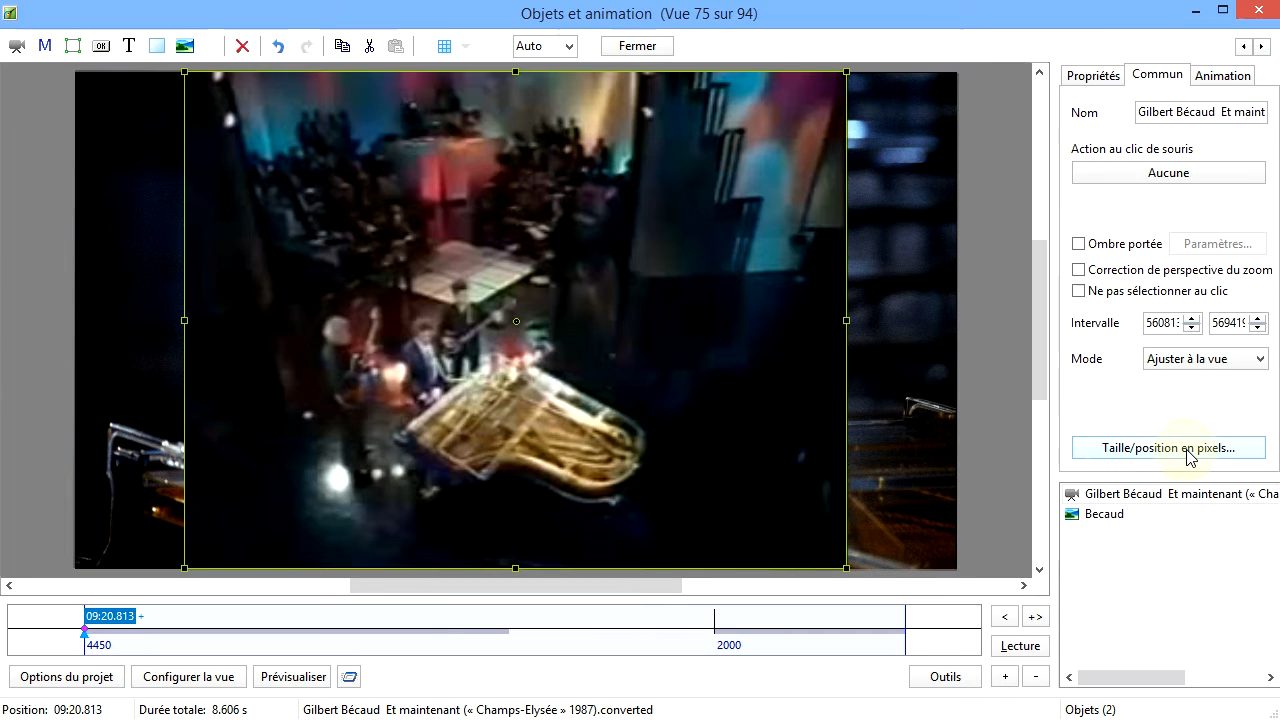 Objets et animation (Vue 75 sur 94)
M
OK
T
Auto
Fermer
Propriétés
Commun
Animation
Nom
Gilbert Bécaud Et maint
Action au clic de souris
Aucune
Ombre portée
Paramètres...
Correction de perspective du zoom
Ne pas sélectionner au clic
Intervalle
56081
56941
Mode
Ajuster à la vue
Taille/position en pixels...
Gilbert Bécaud Et maintenant (« Cha
Becaud
09:20.813
+
4450
2000
<
+>
Lecture
Options du projet
Configurer la vue
Prévisualiser
Outils
+
-
Position: 09:20.813
Durée totale: 8.606 s
Gilbert Bécaud Et maintenant (« Champs-Elysée » 1987).converted
Objets (2)